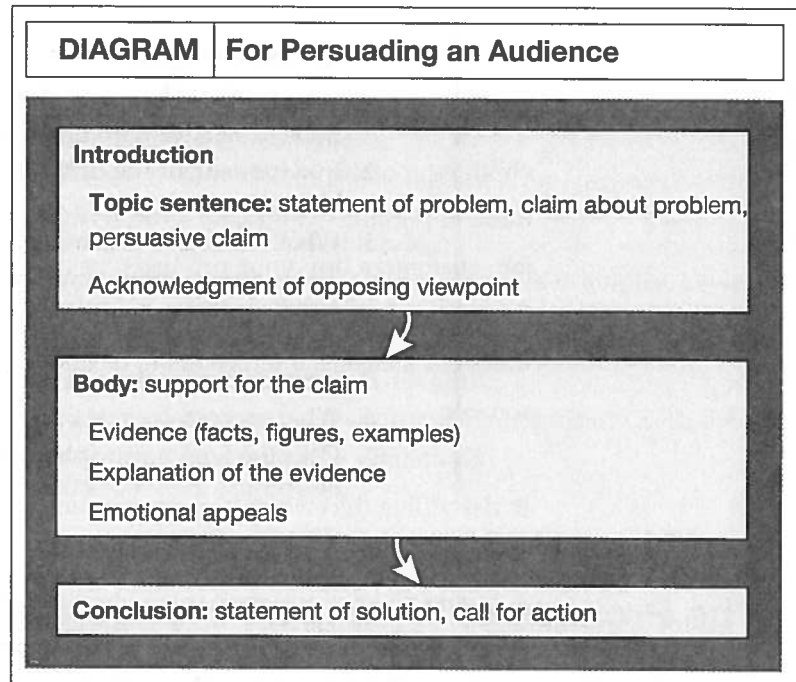 DIAGRAM For Persuading an Audience
Introduction
Topic sentence: statement of problem, claim about problem,
persuasive claim
Acknowledgment of opposing viewpoint
Body: support for the claim
Evidence (facts, figures, examples)
Explanation of the evidence
Emotional appeals
Conclusion: statement of solution, call for action